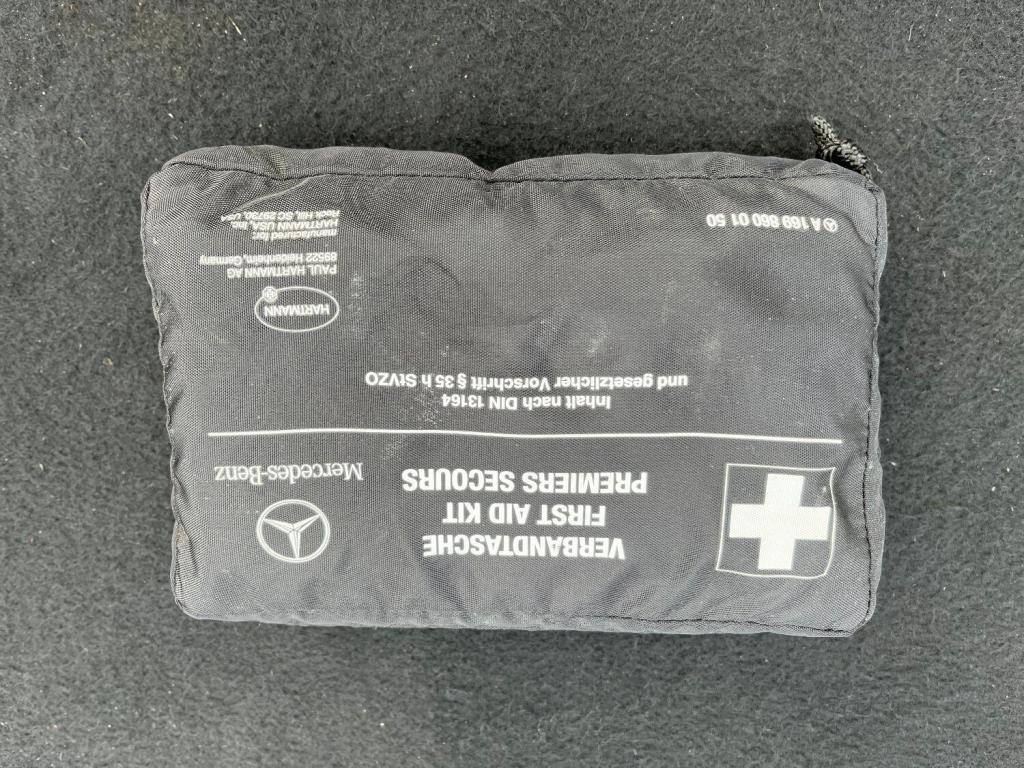 VERBANDTASCHE
FIRST AID KIT
PREMIERS SECOURS
Mercedes-Benz
Inhalt nach DIN 13164
und gesetzlicher Vorschrift § 35 h StVZO
HARTMANN
®
PAUL HARTMANN AG
89522 Heidenheim, Germany
manufactured for:
HARTMANN USA, Inc.
Rock Hill, SC 29730, USA
A 169 860 01 50